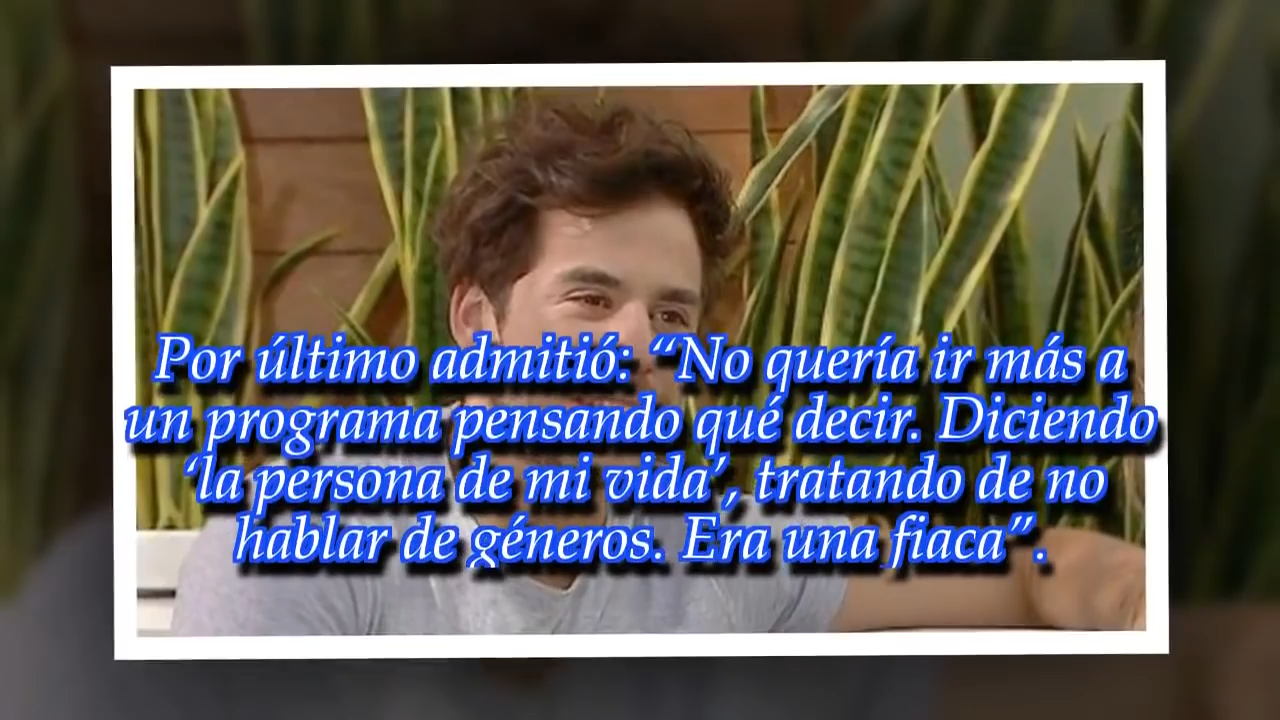 Por último admitió: “No quería ir más a
un programa pensando qué decir. Diciendo
‘la persona de mi vida’, tratando de no
hablar de géneros. Era una fiaca”.